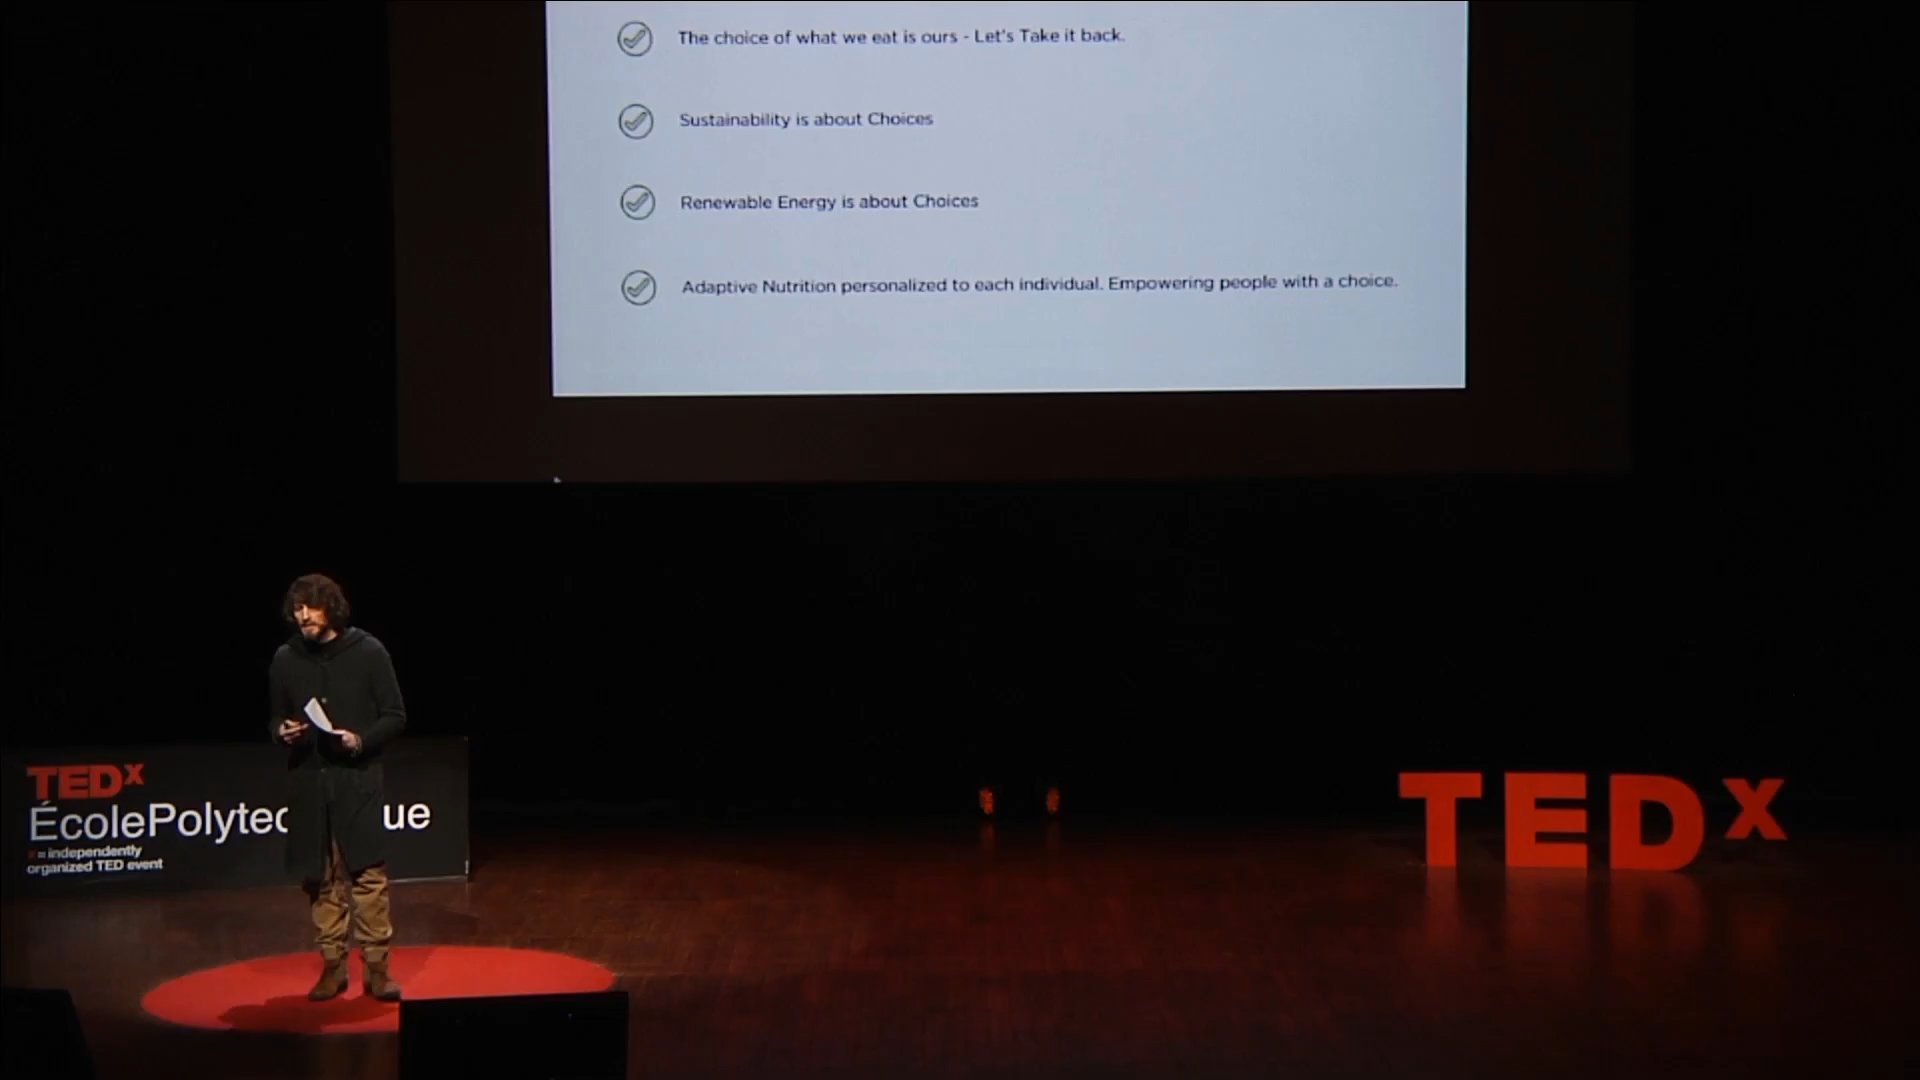 The choice of what we eat is ours - Let's Take it back.
Sustainability is about Choices
Renewable Energy is about Choices
Adaptive Nutrition personalized to each individual. Empowering people with a choice.
TEDx
ÉcolePolytec ue
x = independently
organized TED event
TEDx